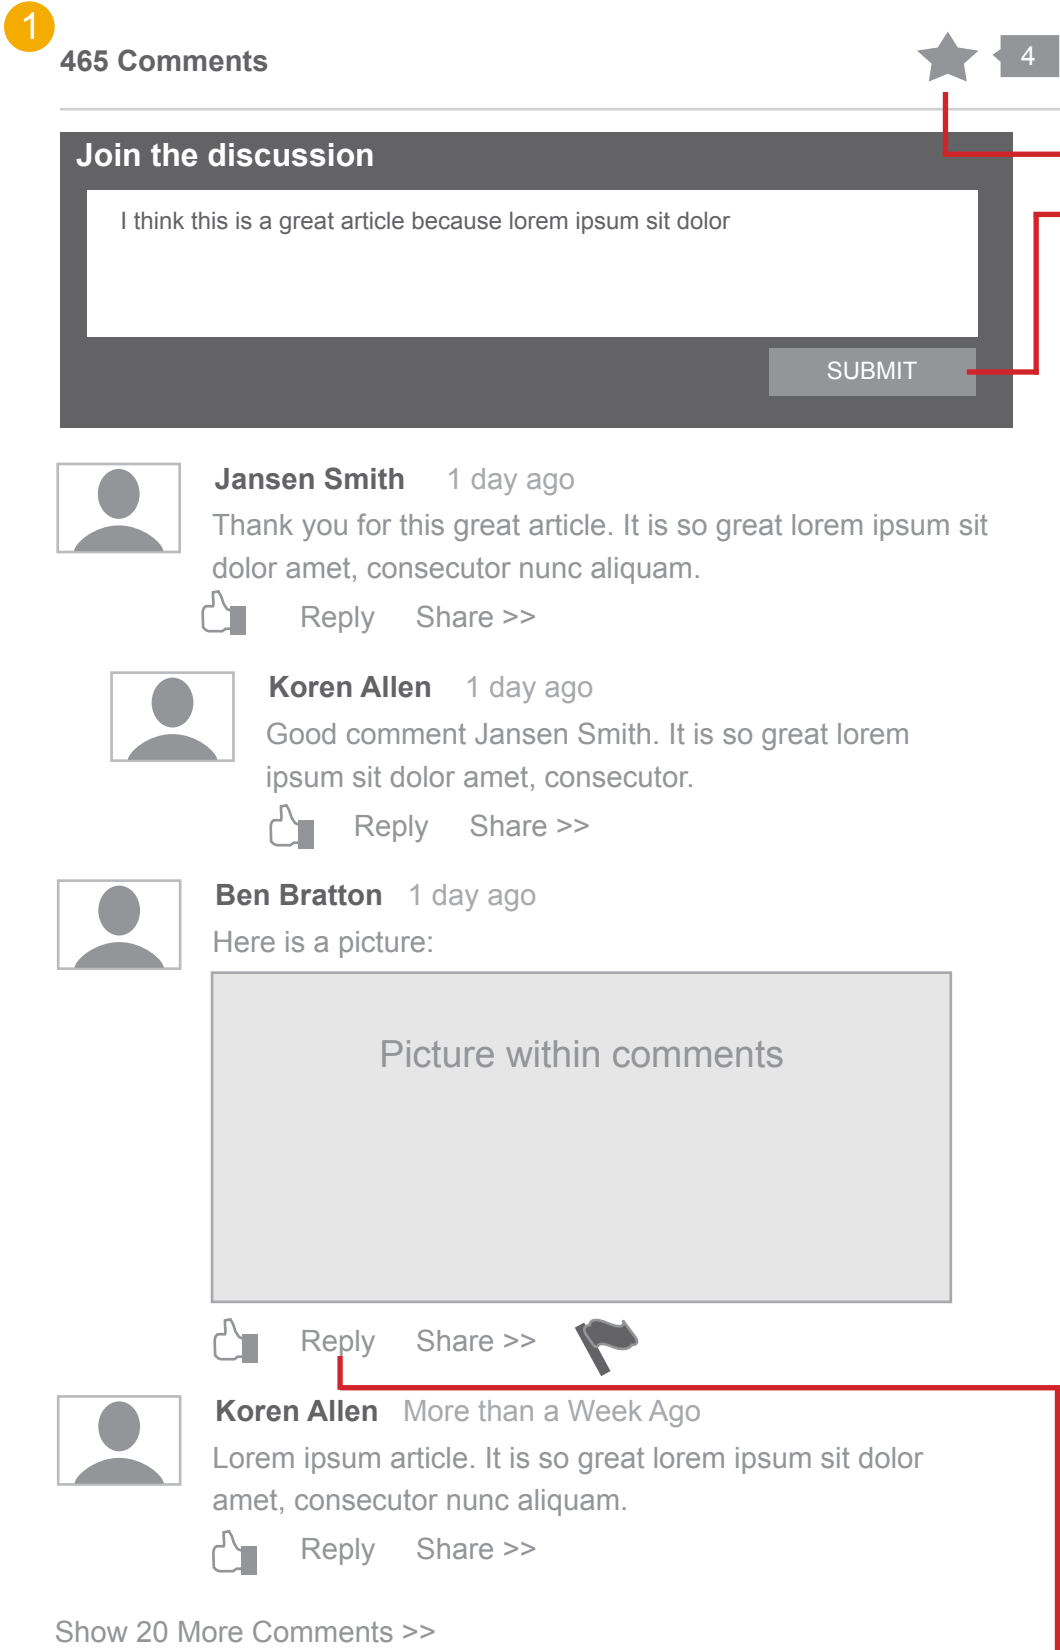 1
465 Comments
4
Join the discussion
I think this is a great article because lorem ipsum sit dolor
SUBMIT
Jansen Smith 1 day ago
Thank you for this great article. It is so great lorem ipsum sit
dolor amet, consecutor nunc aliquam.
Reply Share >>
Koren Allen 1 day ago
Good comment Jansen Smith. It is so great lorem
ipsum sit dolor amet, consecutor.
Reply Share >>
Ben Bratton 1 day ago
Here is a picture:
Picture within comments
Reply Share >>
Koren Allen More than a Week Ago
Lorem ipsum article. It is so great lorem ipsum sit dolor
amet, consecutor nunc aliquam.
Reply Share >>
Show 20 More Comments >>